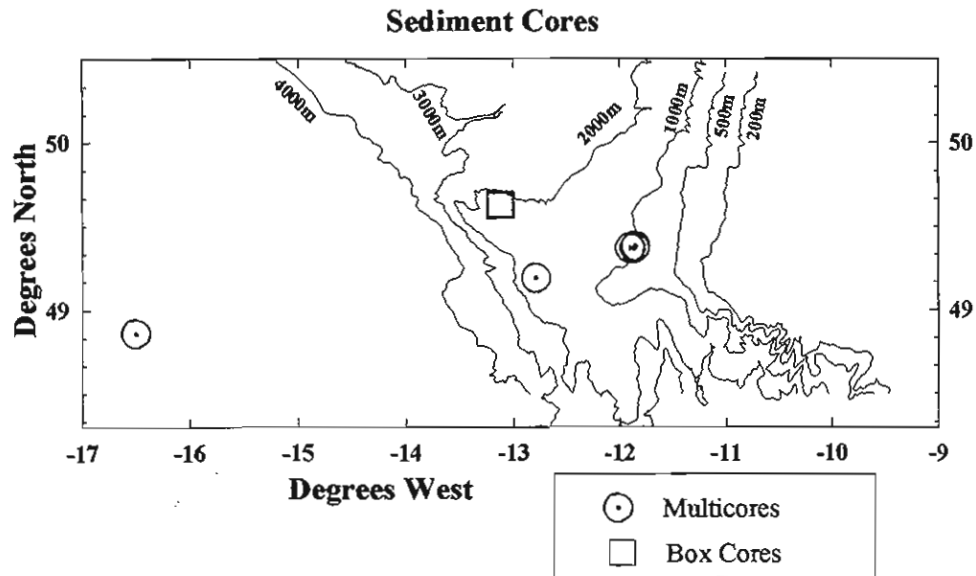 Sediment Cores
4000m
3000m
2000m
1000m
500m
200m
50
50
49
49
Degrees North
-17
-16
-15
-14
-13
-12
-11
-10
-9
Degrees West
Multicores
Box Cores